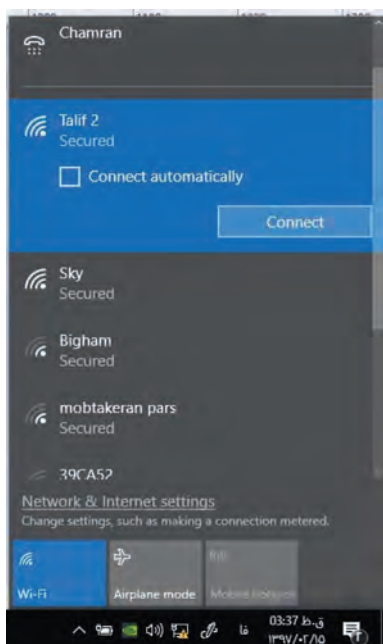 Chamran
Talif 2
Secured
Connect automatically
Connect
Sky
Secured
Bigham
Secured
mobtakeran pars
Secured
39CA52
Network & Internet settings
Change settings, such as making a connection metered.
Wi-Fi
Airplane mode
Mobile hotspot
فا
03:37 ق.ظ
۱۳۹۷/۰۲/۱۵